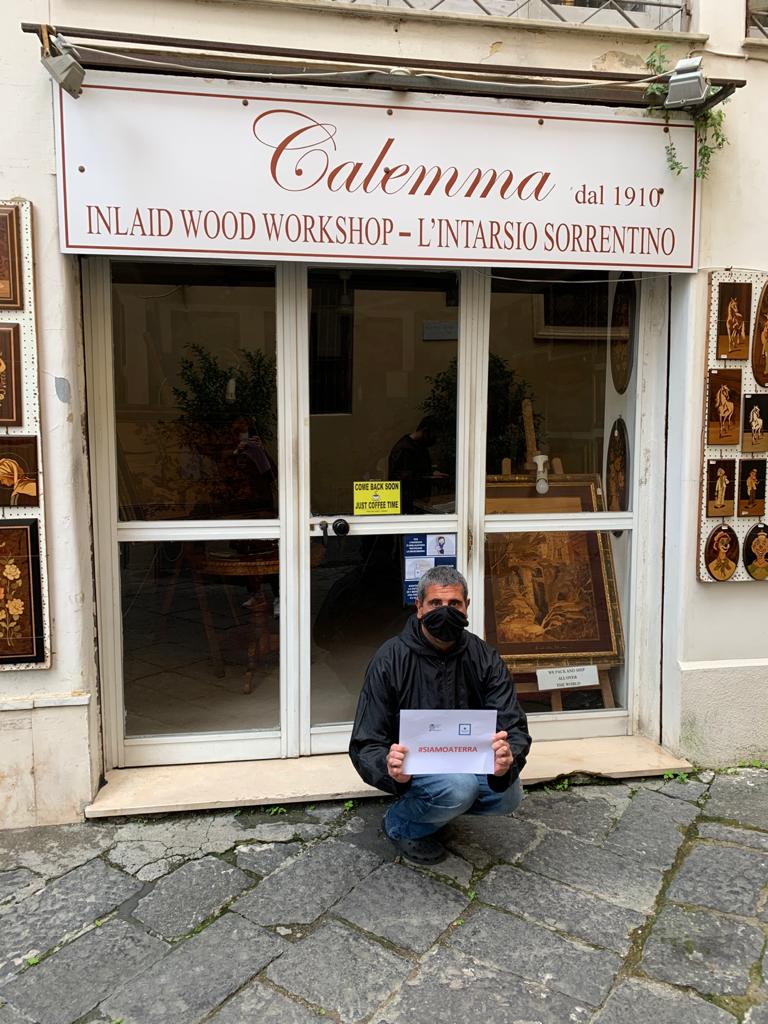 Calemma dal 1910
INLAID WOOD WORKSHOP – L'INTARSIO SORRENTINO
COME BACK SOON
JUST COFFEE TIME
WE PACK AND SHIP
ALL OVER
THE WORLD
#SIAMOATERRA